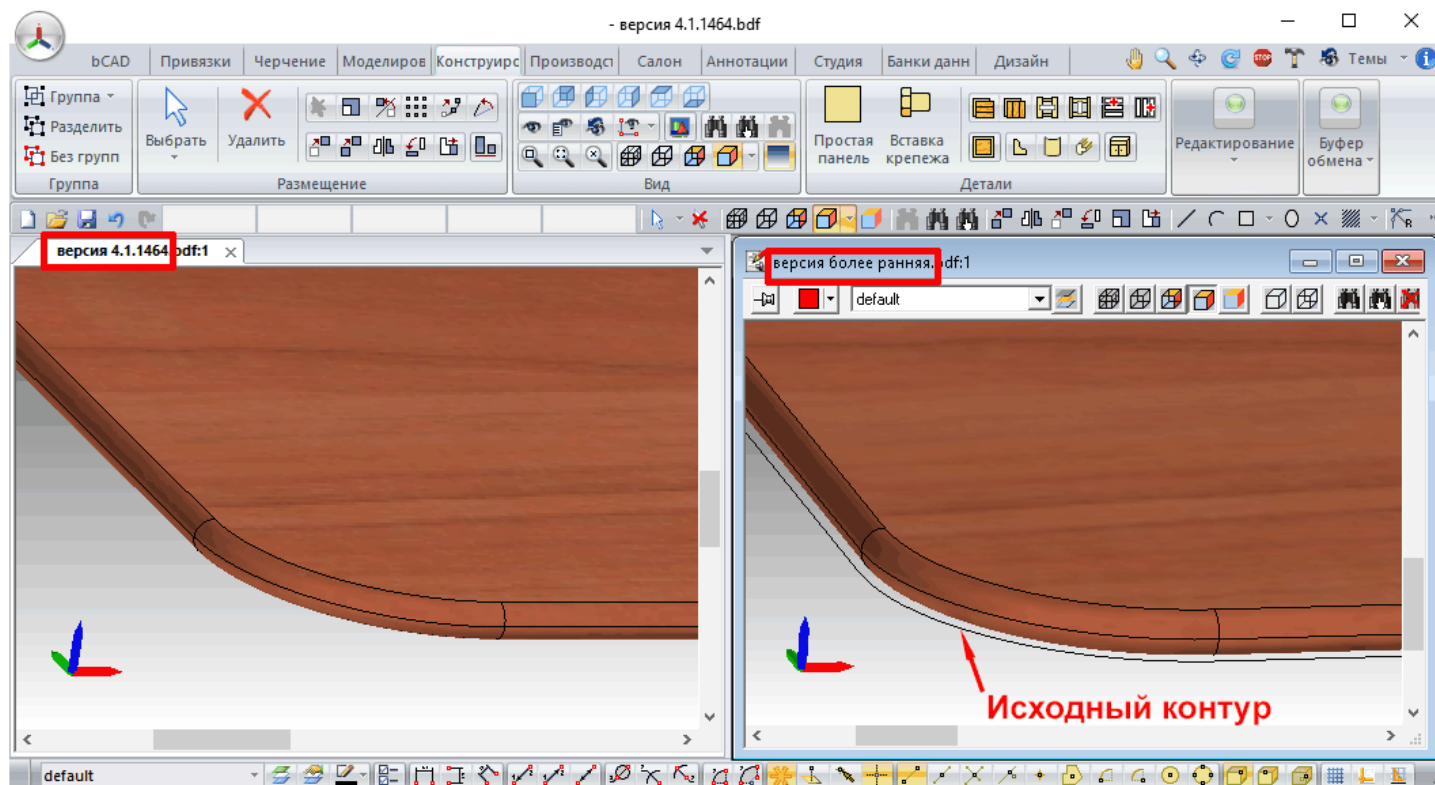 - версия 4.1.1464.bdf
bCAD Привязки Черчение Моделиров Конструирс Производст Салон Аннотации Студия Банки данн Дизайн STOP Темы
Группа
Разделить
Без групп
Выбрать
Удалить
Простая
панель
Вставка
крепежа
Редактирование
Буфер
обмена
Группа Размещение Вид Детали
версия 4.1.1464.bdf:1
версия более ранняя.bdf:1
default
Исходный контур
default